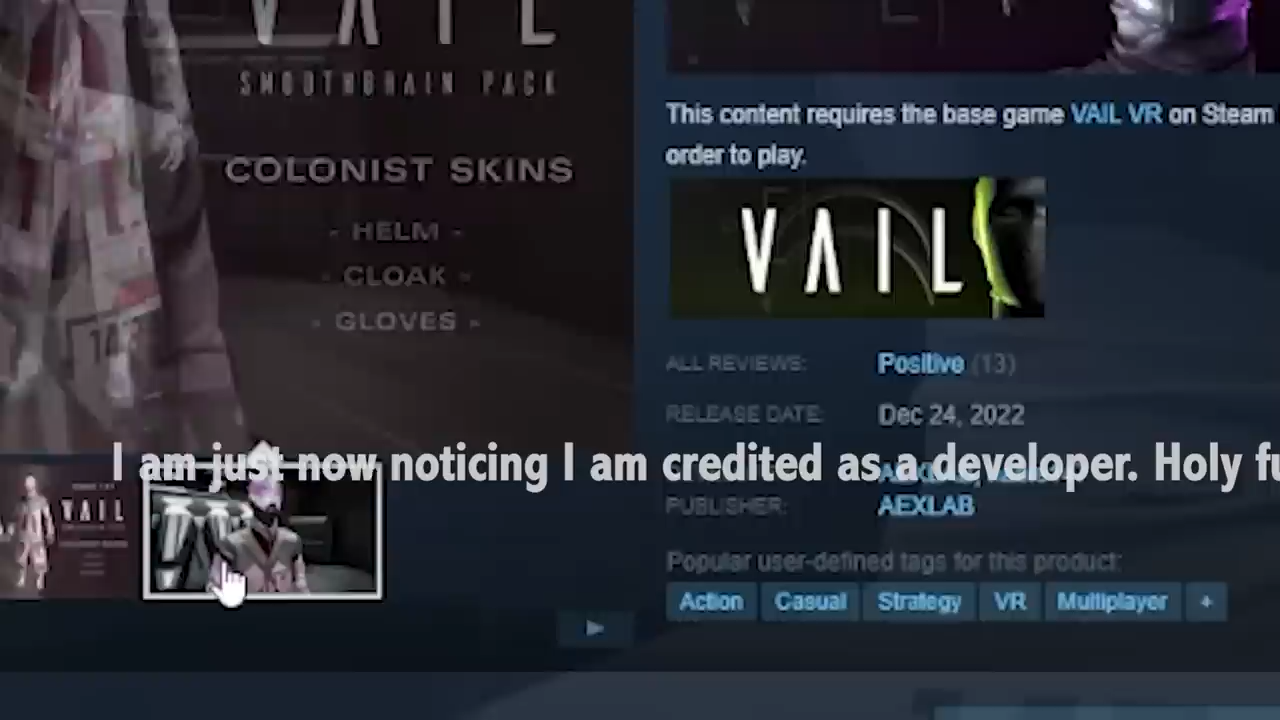 VAIL
SMOOTHBRAIN PACK
COLONIST SKINS
- HELM -
- CLOAK -
- GLOVES -
This content requires the base game VAIL VR on Steam
order to play.
VAIL
ALL REVIEWS: Positive (13)
RELEASE DATE: Dec 24, 2022
I am just now noticing I am credited as a developer. Holy fu
PUBLISHER: AEXLAB
Popular user-defined tags for this product:
Action Casual Strategy VR Multiplayer +
VAIL